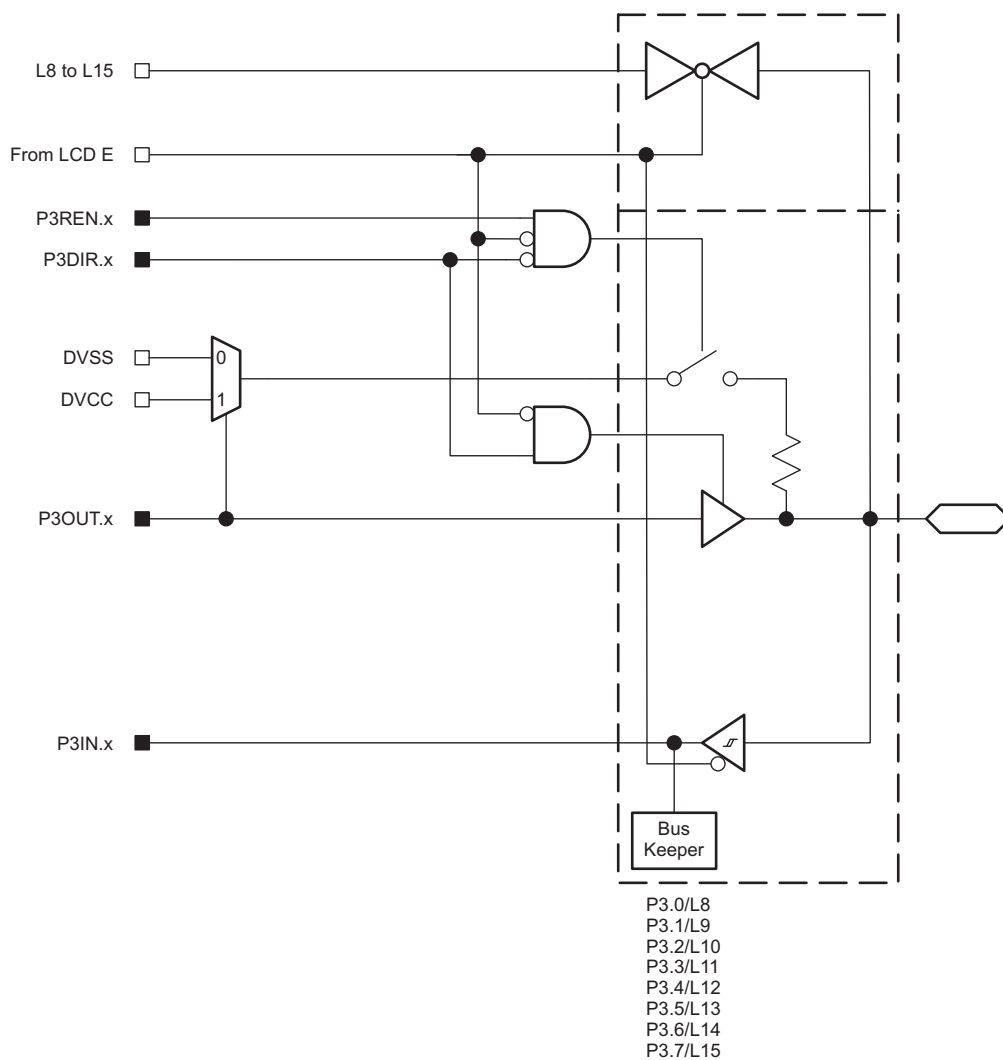 L8 to L15
From LCD E
P3REN.x
P3DIR.x
DVSS
0
DVCC
1
P3OUT.x
P3IN.x
Bus
Keeper
P3.0/L8
P3.1/L9
P3.2/L10
P3.3/L11
P3.4/L12
P3.5/L13
P3.6/L14
P3.7/L15